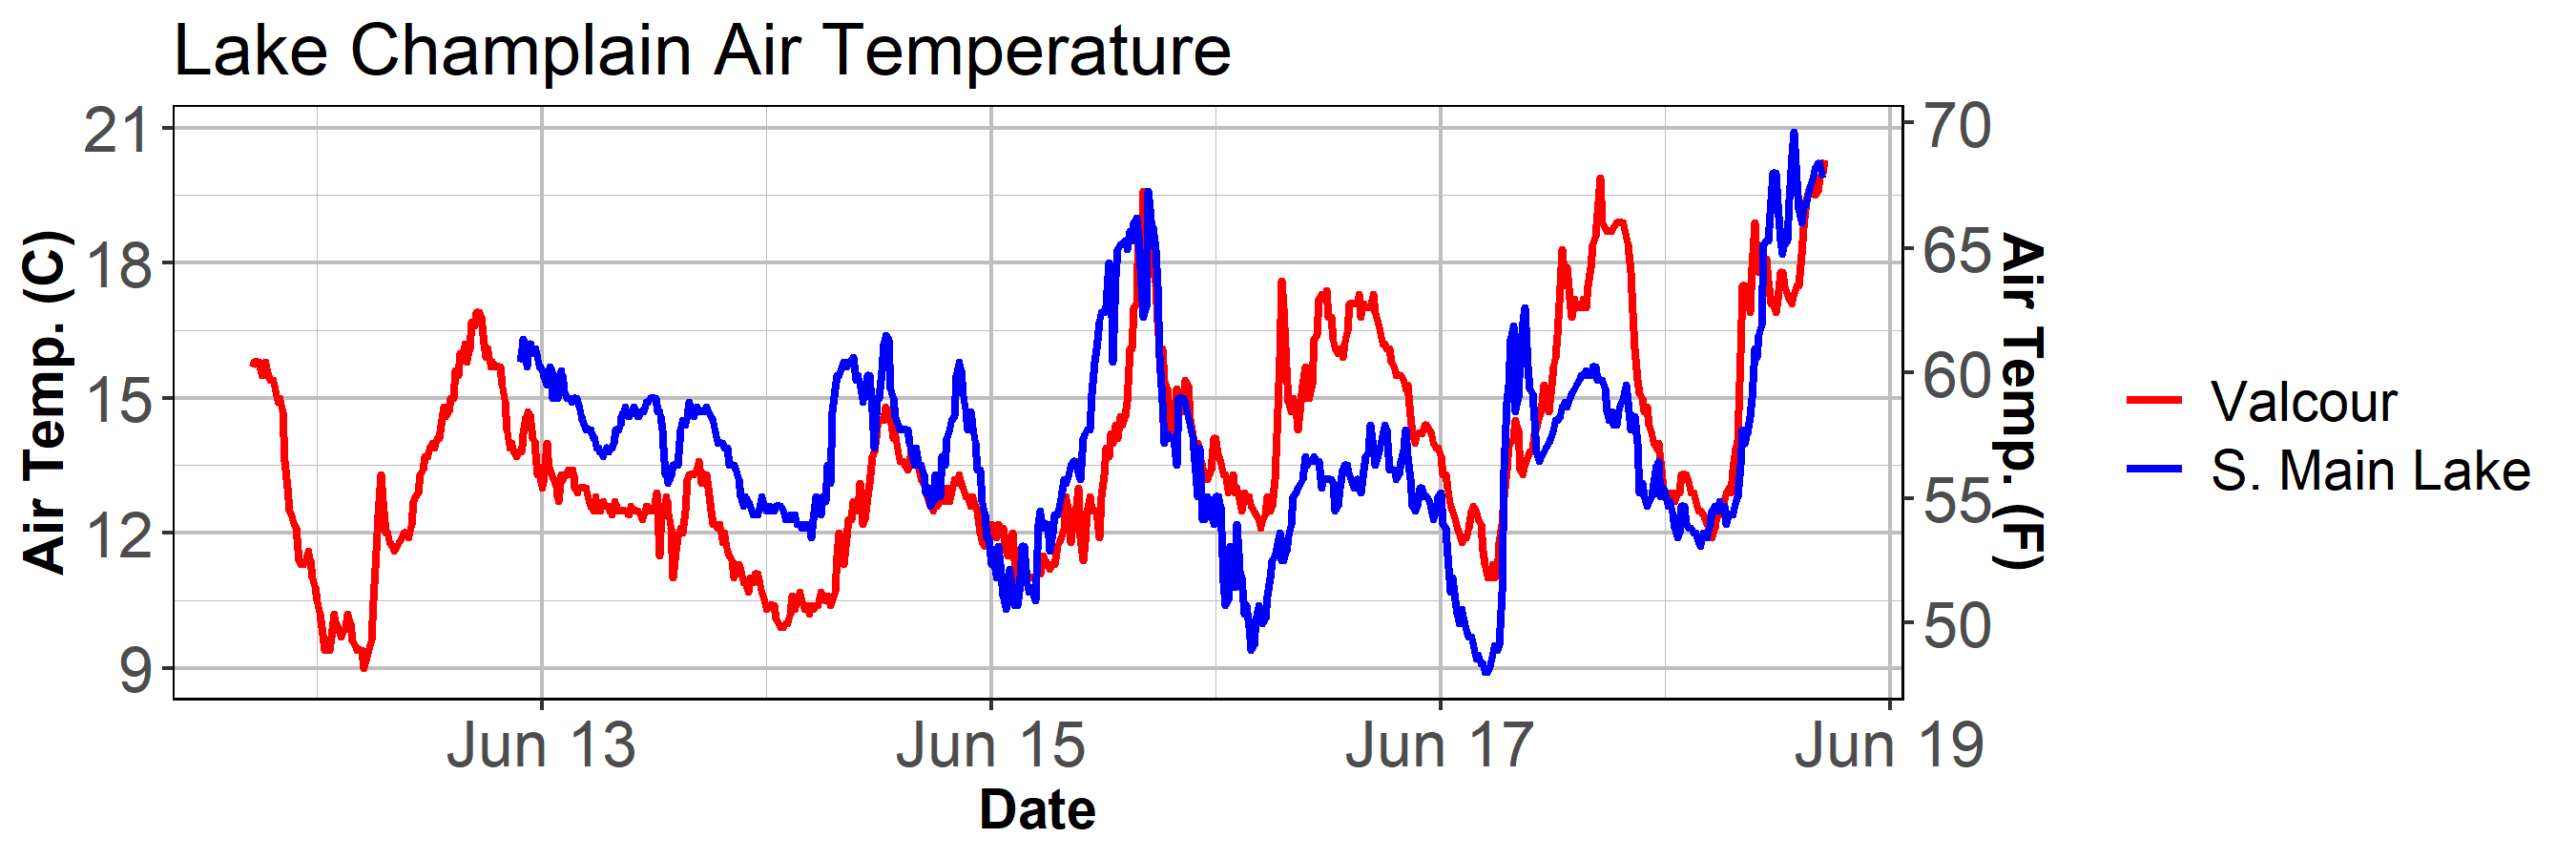 Lake Champlain Air Temperature
Air Temp. (C)
21
18
15
12
9
70
65
60
55
50
Air Temp. (F)
Jun 13
Jun 15
Jun 17
Jun 19
Date
Valcour
S. Main Lake